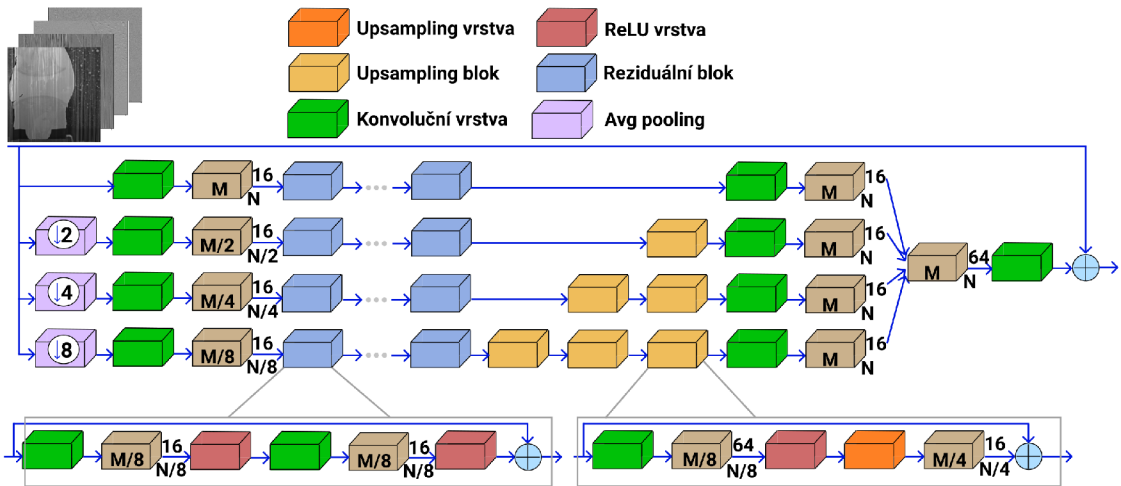 Upsampling vrstva
ReLU vrstva
Upsampling blok
Reziduální blok
Konvoluční vrstva
Avg pooling
M 16 N M 16 N
↓2 M/2 16 N/2 M 16 N
M 64 N
↓4 M/4 16 N/4 M 16 N
↓8 M/8 16 N/8 M 16 N
M/8 16 N/8 M/8 16 N/8
M/8 64 N/8 M/4 16 N/4